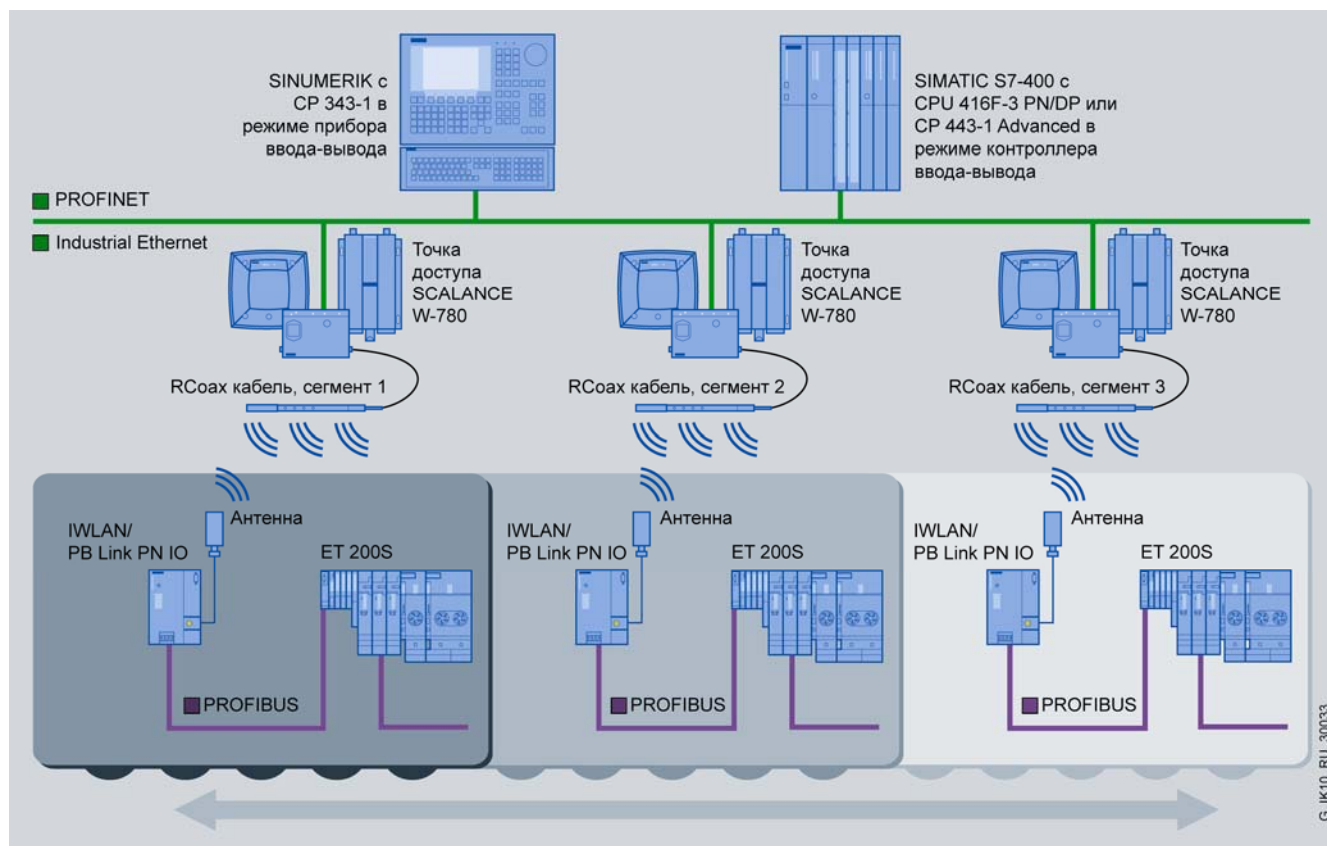 SINUMERIK с
CP 343-1 в
режиме прибора
ввода-вывода
SIMATIC S7-400 с
CPU 416F-3 PN/DP или
CP 443-1 Advanced в
режиме контроллера
ввода-вывода
PROFINET
Industrial Ethernet
Точка
доступа
SCALANCE
W-780
Точка
доступа
SCALANCE
W-780
Точка
доступа
SCALANCE
W-780
RCoax кабель, сегмент 1
RCoax кабель, сегмент 2
RCoax кабель, сегмент 3
Антенна
IWLAN/
PB Link PN IO
ET 200S
PROFIBUS
Антенна
IWLAN/
PB Link PN IO
ET 200S
PROFIBUS
Антенна
IWLAN/
PB Link PN IO
ET 200S
PROFIBUS
G_IK10_RU_30033